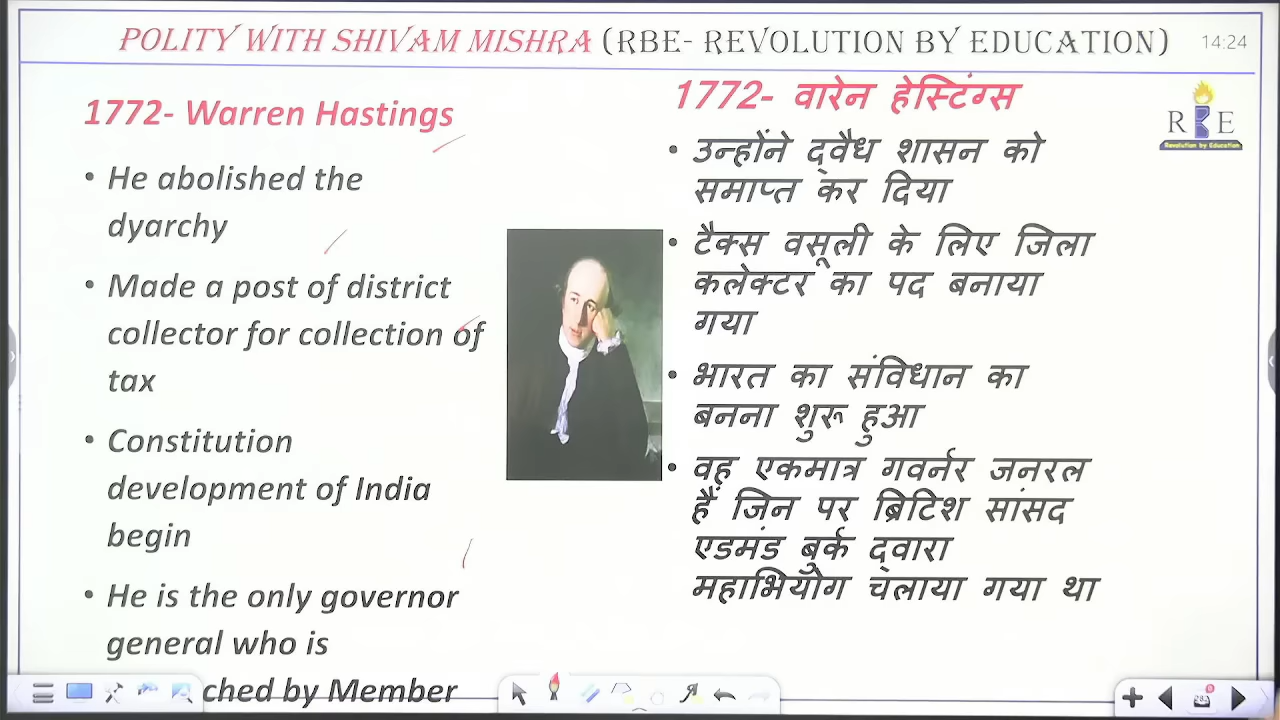 POLITY WITH SHIVAM MISHRA (RBE- REVOLUTION BY EDUCATION)
14:24
1772- Warren Hastings
• He abolished the
dyarchy
• Made a post of district
collector for collection of
tax
• Constitution
development of India
begin
• He is the only governor
general who is
ched by Member
1772- वारेन हेस्टिंग्स
• उन्होंने द्वैध शासन को
समाप्त कर दिया
• टैक्स वसूली के लिए जिला
कलेक्टर का पद बनाया
गया
• भारत का संविधान का
बनना शुरू हुआ
• वह एकमात्र गवर्नर जनरल
हैं जिन पर ब्रिटिश सांसद
एडमंड बुर्क द्वारा
महाभियोग चलाया गया था
R E
Revolution by Education